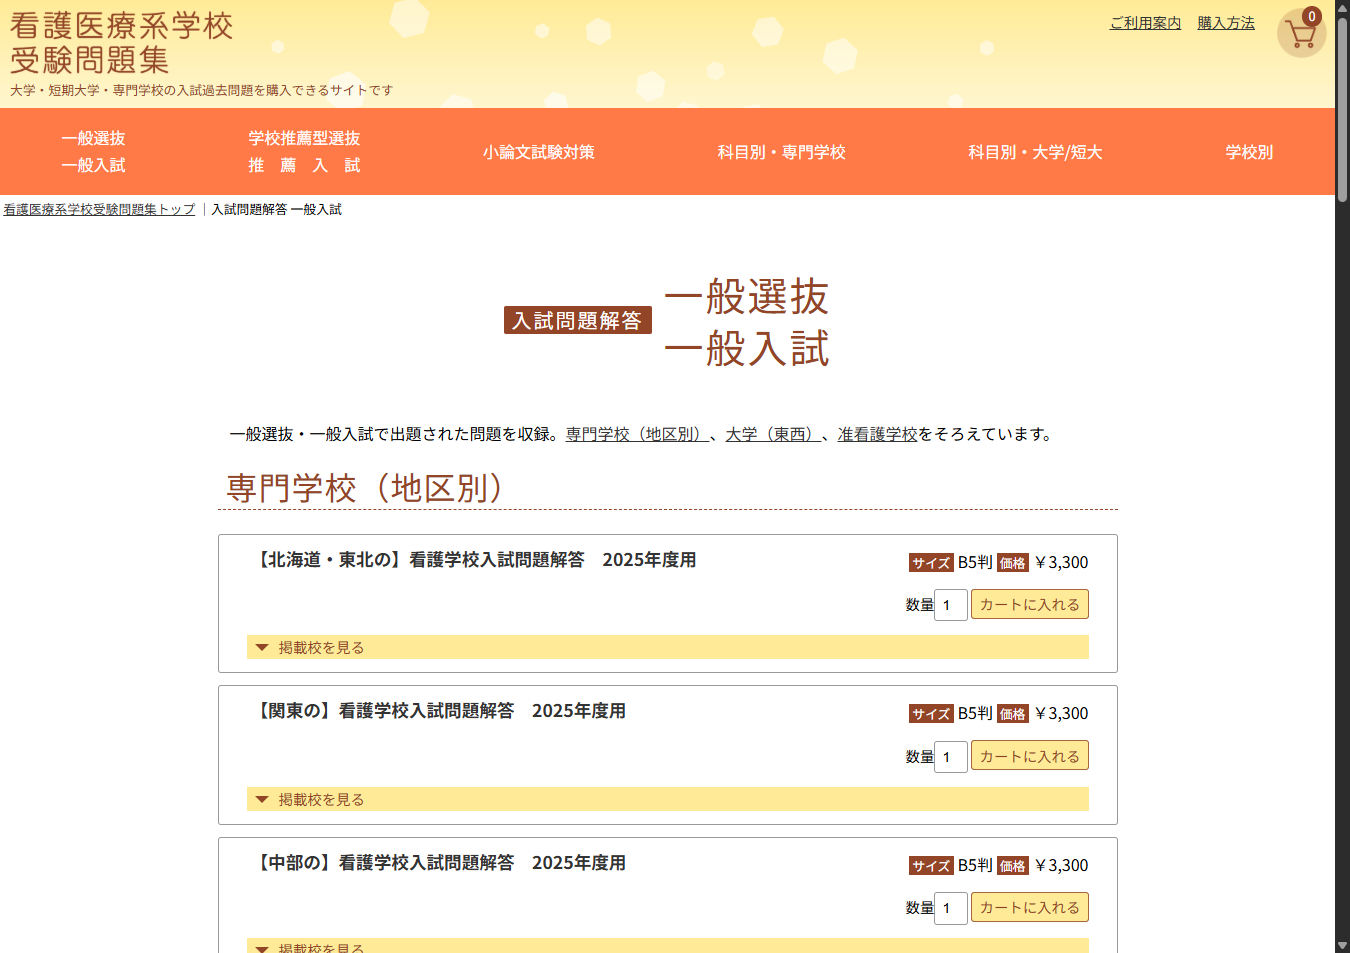 看護医療系学校
受験問題集
大学・短期大学・専門学校の入試過去問題を購入できるサイトです
ご利用案内 購入方法
0
一般選抜
一般入試
学校推薦型選抜
推　薦　入　試
小論文試験対策
科目別・専門学校
科目別・大学/短大
学校別
看護医療系学校受験問題集トップ ｜入試問題解答 一般入試
入試問題解答
一般選抜
一般入試
一般選抜・一般入試で出題された問題を収録。専門学校（地区別）、大学（東西）、准看護学校をそろえています。
専門学校（地区別）
【北海道・東北の】看護学校入試問題解答　2025年度用
サイズ B5判 価格 ￥3,300
数量 1 カートに入れる
掲載校を見る
【関東の】看護学校入試問題解答　2025年度用
サイズ B5判 価格 ￥3,300
数量 1 カートに入れる
掲載校を見る
【中部の】看護学校入試問題解答　2025年度用
サイズ B5判 価格 ￥3,300
数量 1 カートに入れる
掲載校を見る